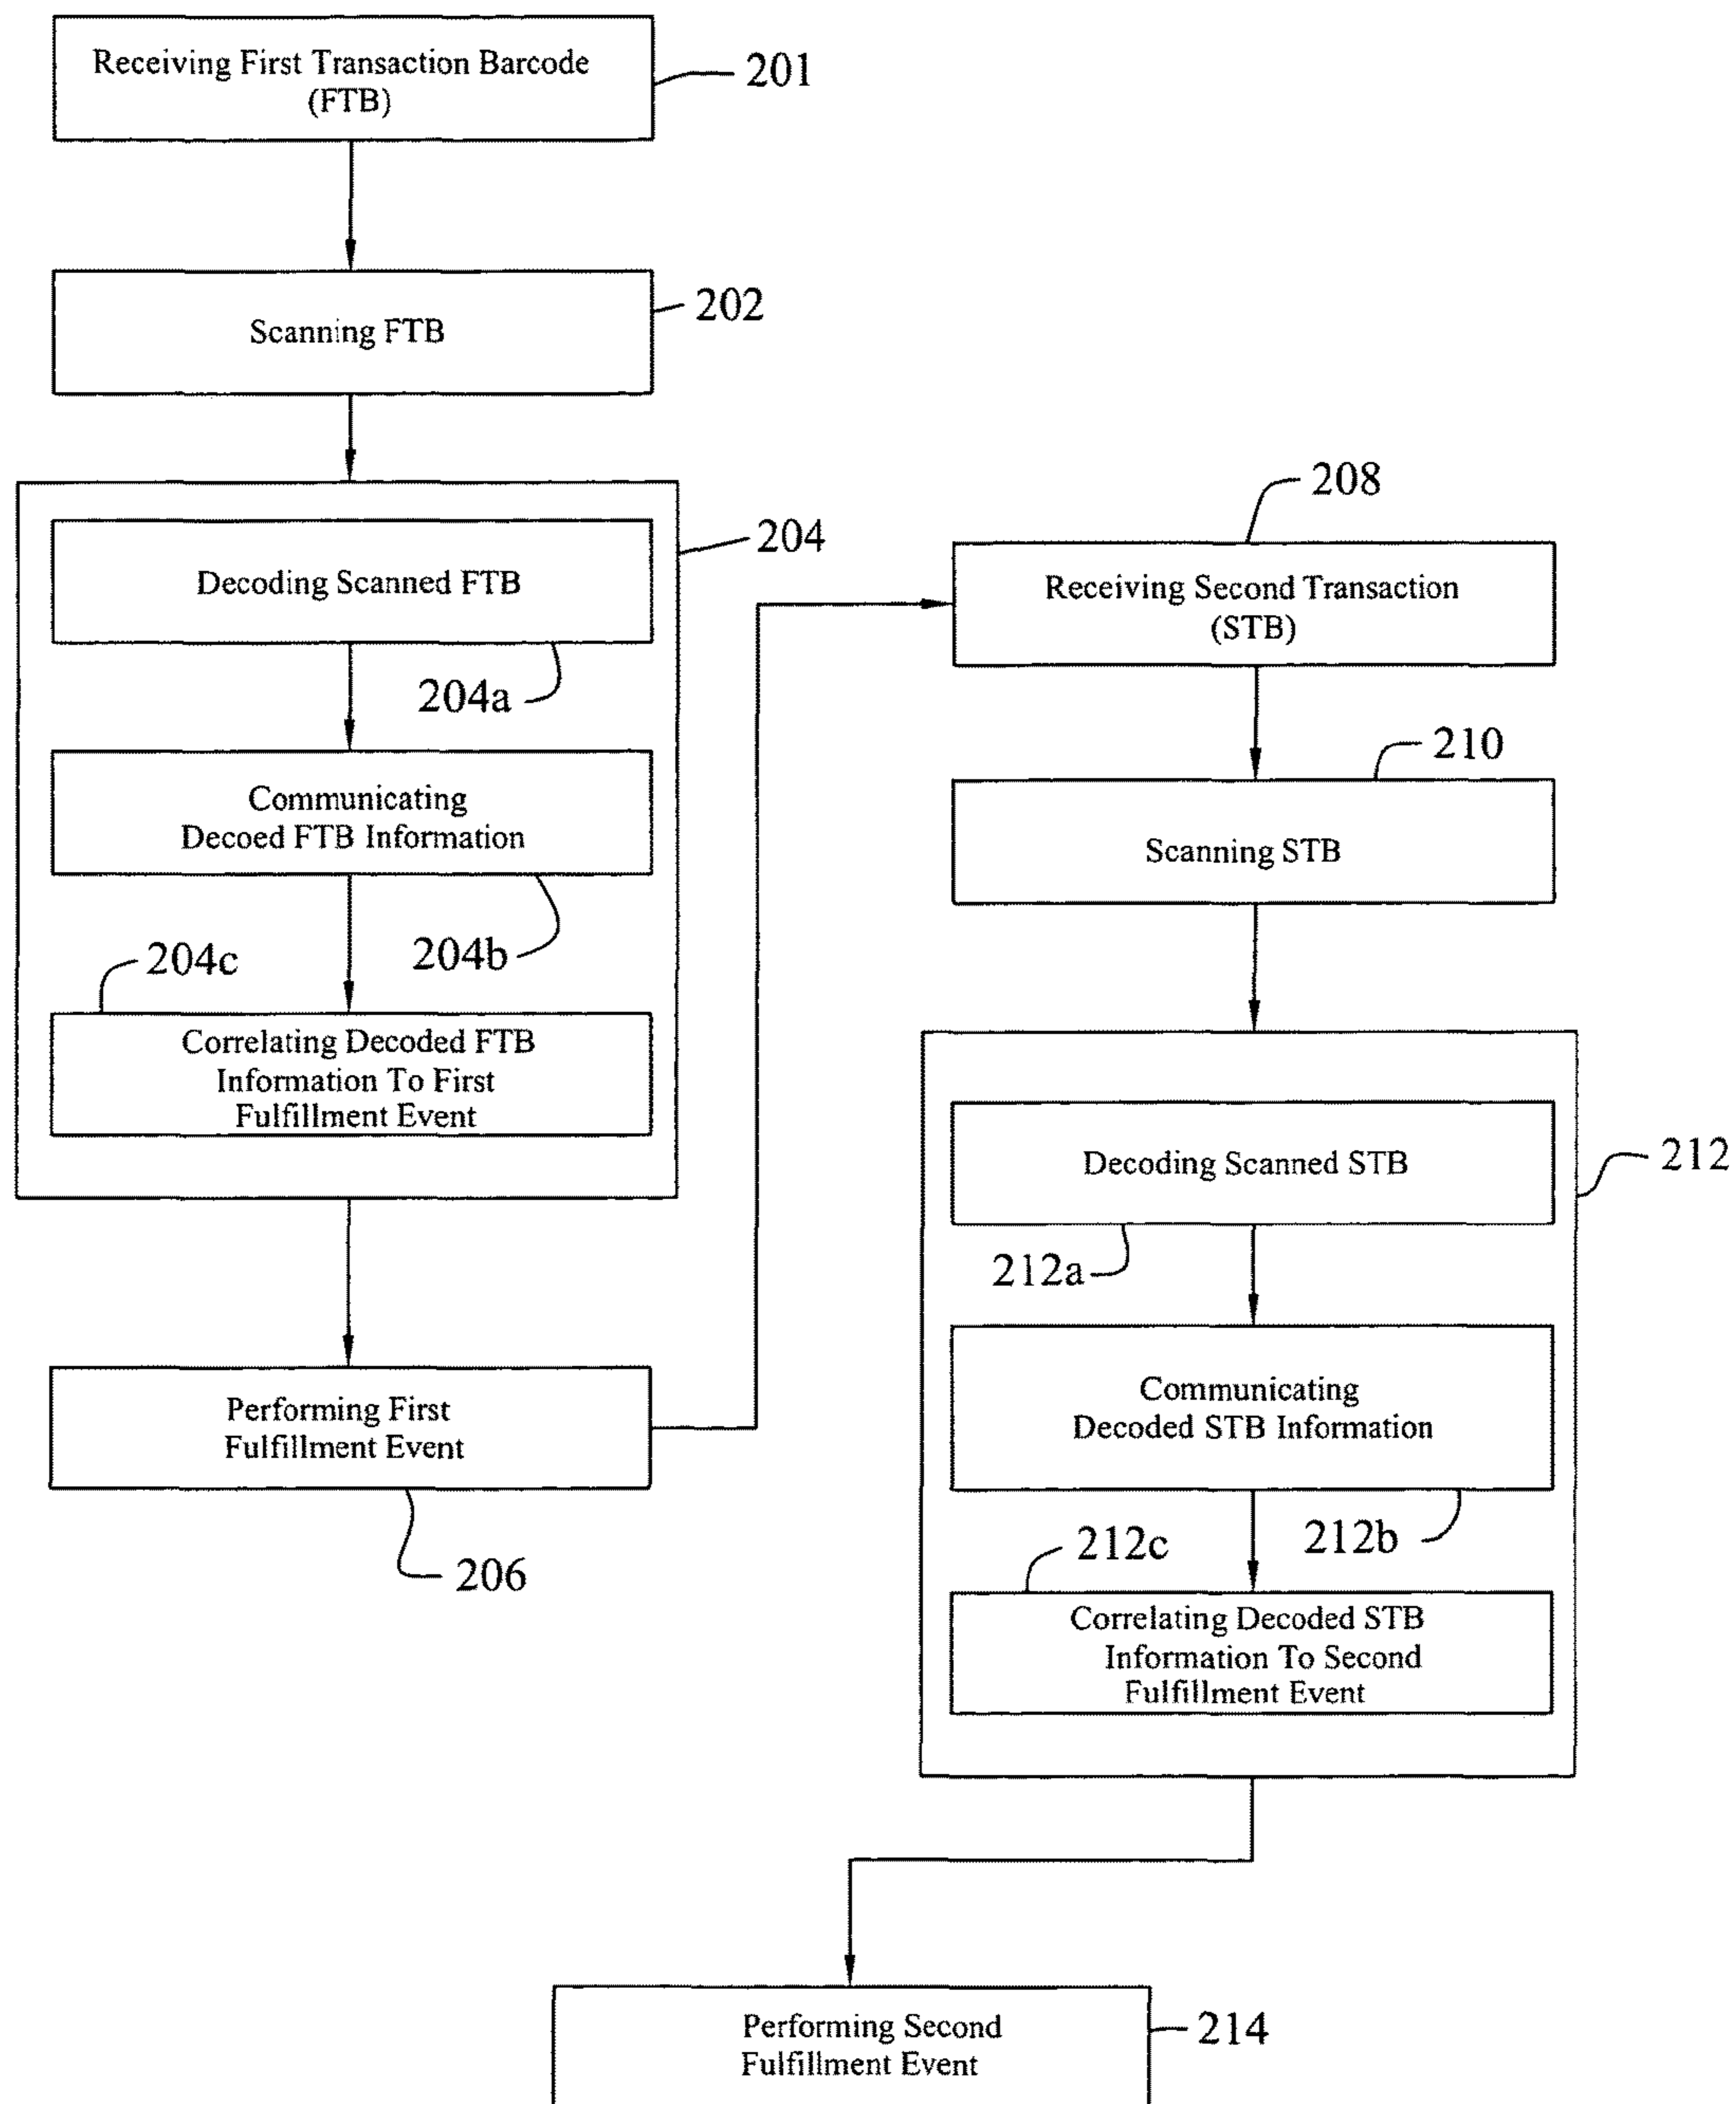 Receiving First Transaction Barcode
(FTB)
201
Scanning FTB
202
204
Decoding Scanned FTB
204a
Communicating
Decoed FTB Information
204b
204c
Correlating Decoded FTB
Information To First
Fulfillment Event
Performing First
Fulfillment Event
206
208
Receiving Second Transaction
(STB)
210
Scanning STB
212
Decoding Scanned STB
212a
Communicating
Decoded STB Information
212b
212c
Correlating Decoded STB
Information To Second
Fulfillment Event
Performing Second
Fulfillment Event
214